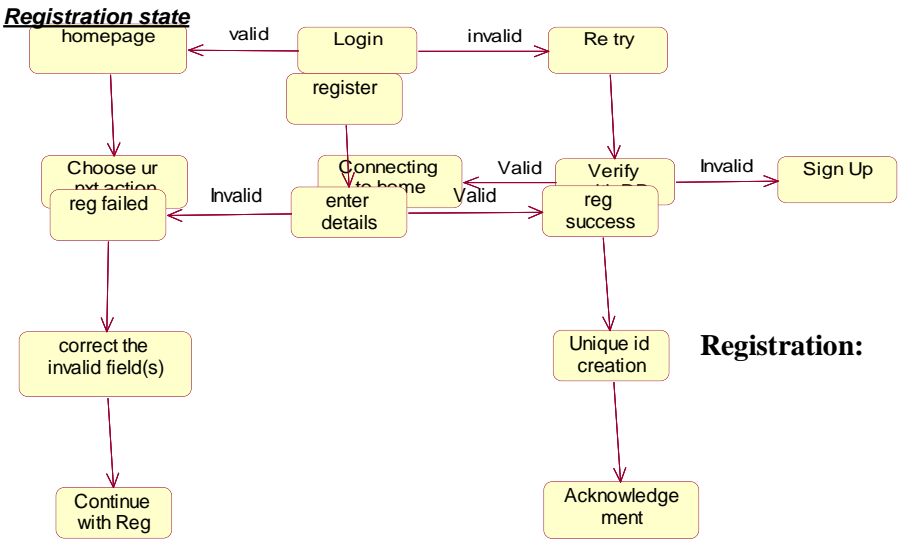 Registration state
homepage
valid
Login
invalid
Re try
register
Choose ur
nxt action
Connecting
to home
Valid
Verify
Invalid
Sign Up
reg failed
Invalid
enter
details
Valid
reg
success
correct the
invalid field(s)
Unique id
creation
Registration:
Continue
with Reg
Acknowledge
ment